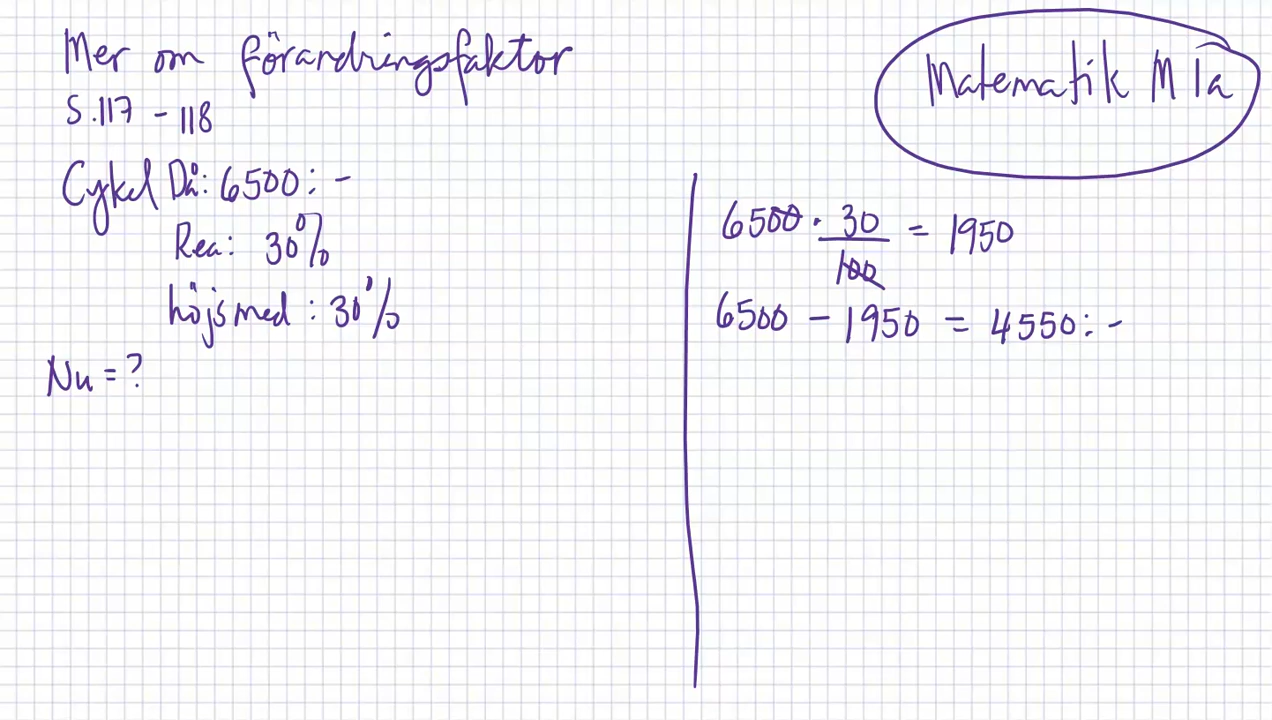 Mer om förändringsfaktor
s. 117 - 118
Cykel Då: 6500:-
Rea: 30%
höjs med: 30%
Nu = ?
Matematik M 1a
6500 · 30/100 = 1950
6500 - 1950 = 4550:-